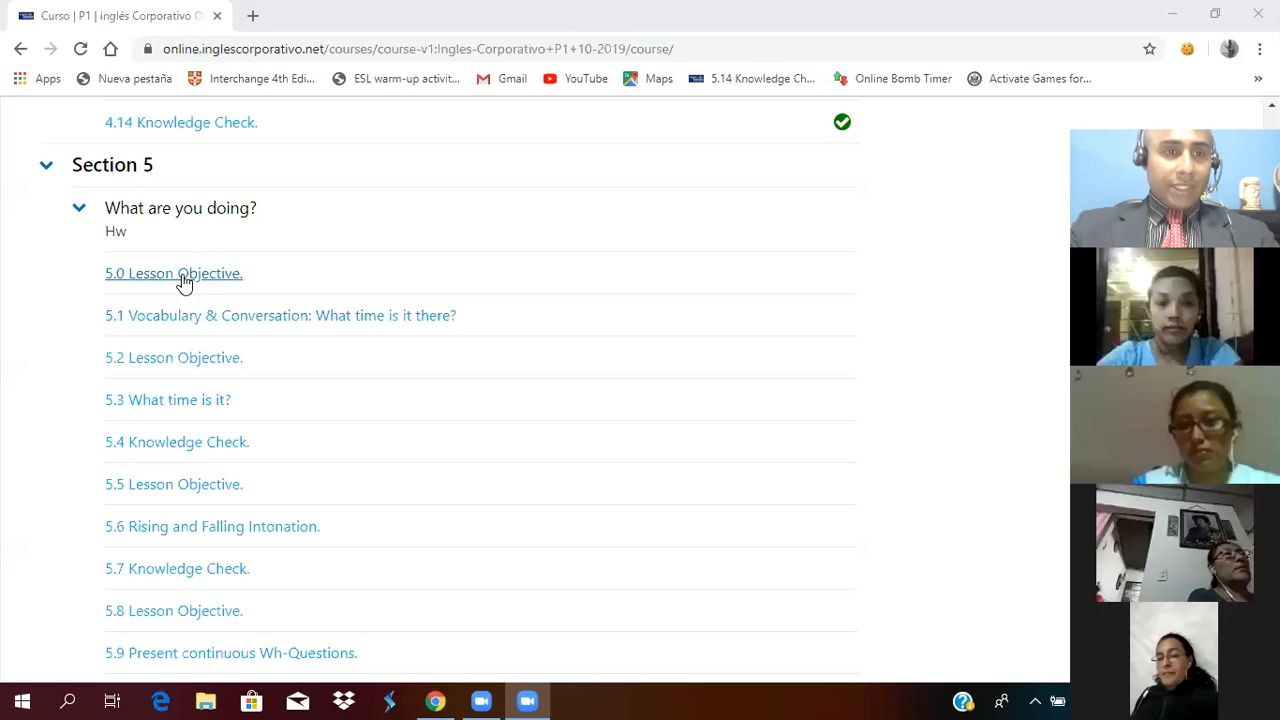 Curso | P1 | Inglés Corporativo
online.inglescorporativo.net/courses/course-v1:Ingles-Corporativo+P1+10-2019/course/
Apps Nueva pestaña Interchange 4th Edi... ESL warm-up activit... Gmail YouTube Maps 5.14 Knowledge Ch... Online Bomb Timer Activate Games for... »
4.14 Knowledge Check.
Section 5
What are you doing?
Hw
5.0 Lesson Objective.
5.1 Vocabulary & Conversation: What time is it there?
5.2 Lesson Objective.
5.3 What time is it?
5.4 Knowledge Check.
5.5 Lesson Objective.
5.6 Rising and Falling Intonation.
5.7 Knowledge Check.
5.8 Lesson Objective.
5.9 Present continuous Wh-Questions.